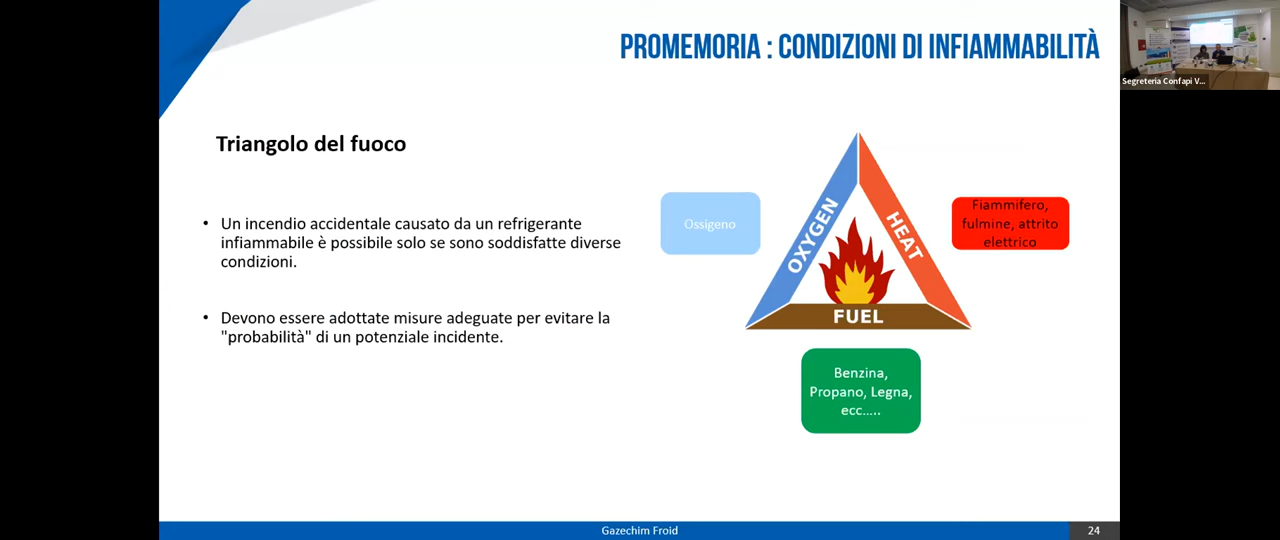 PROMEMORIA : CONDIZIONI DI INFIAMMABILITÀ
Segreteria Confapi V...
Triangolo del fuoco
• Un incendio accidentale causato da un refrigerante
infiammabile è possibile solo se sono soddisfatte diverse
condizioni.
• Devono essere adottate misure adeguate per evitare la
"probabilità" di un potenziale incidente.
Ossigeno
OXYGEN
HEAT
FUEL
Fiammifero,
fulmine, attrito
elettrico
Benzina,
Propano, Legna,
ecc.....
Gazechim Froid
24